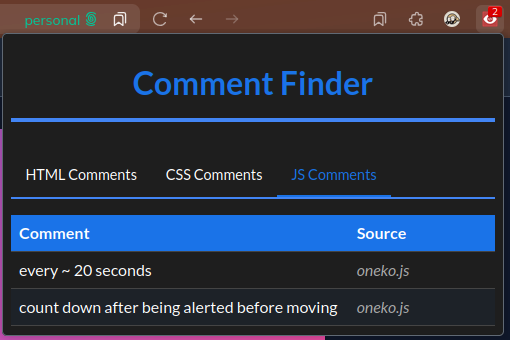 personal
2
Comment Finder
HTML Comments CSS Comments JS Comments
Comment Source
every ~ 20 seconds oneko.js
count down after being alerted before moving oneko.js